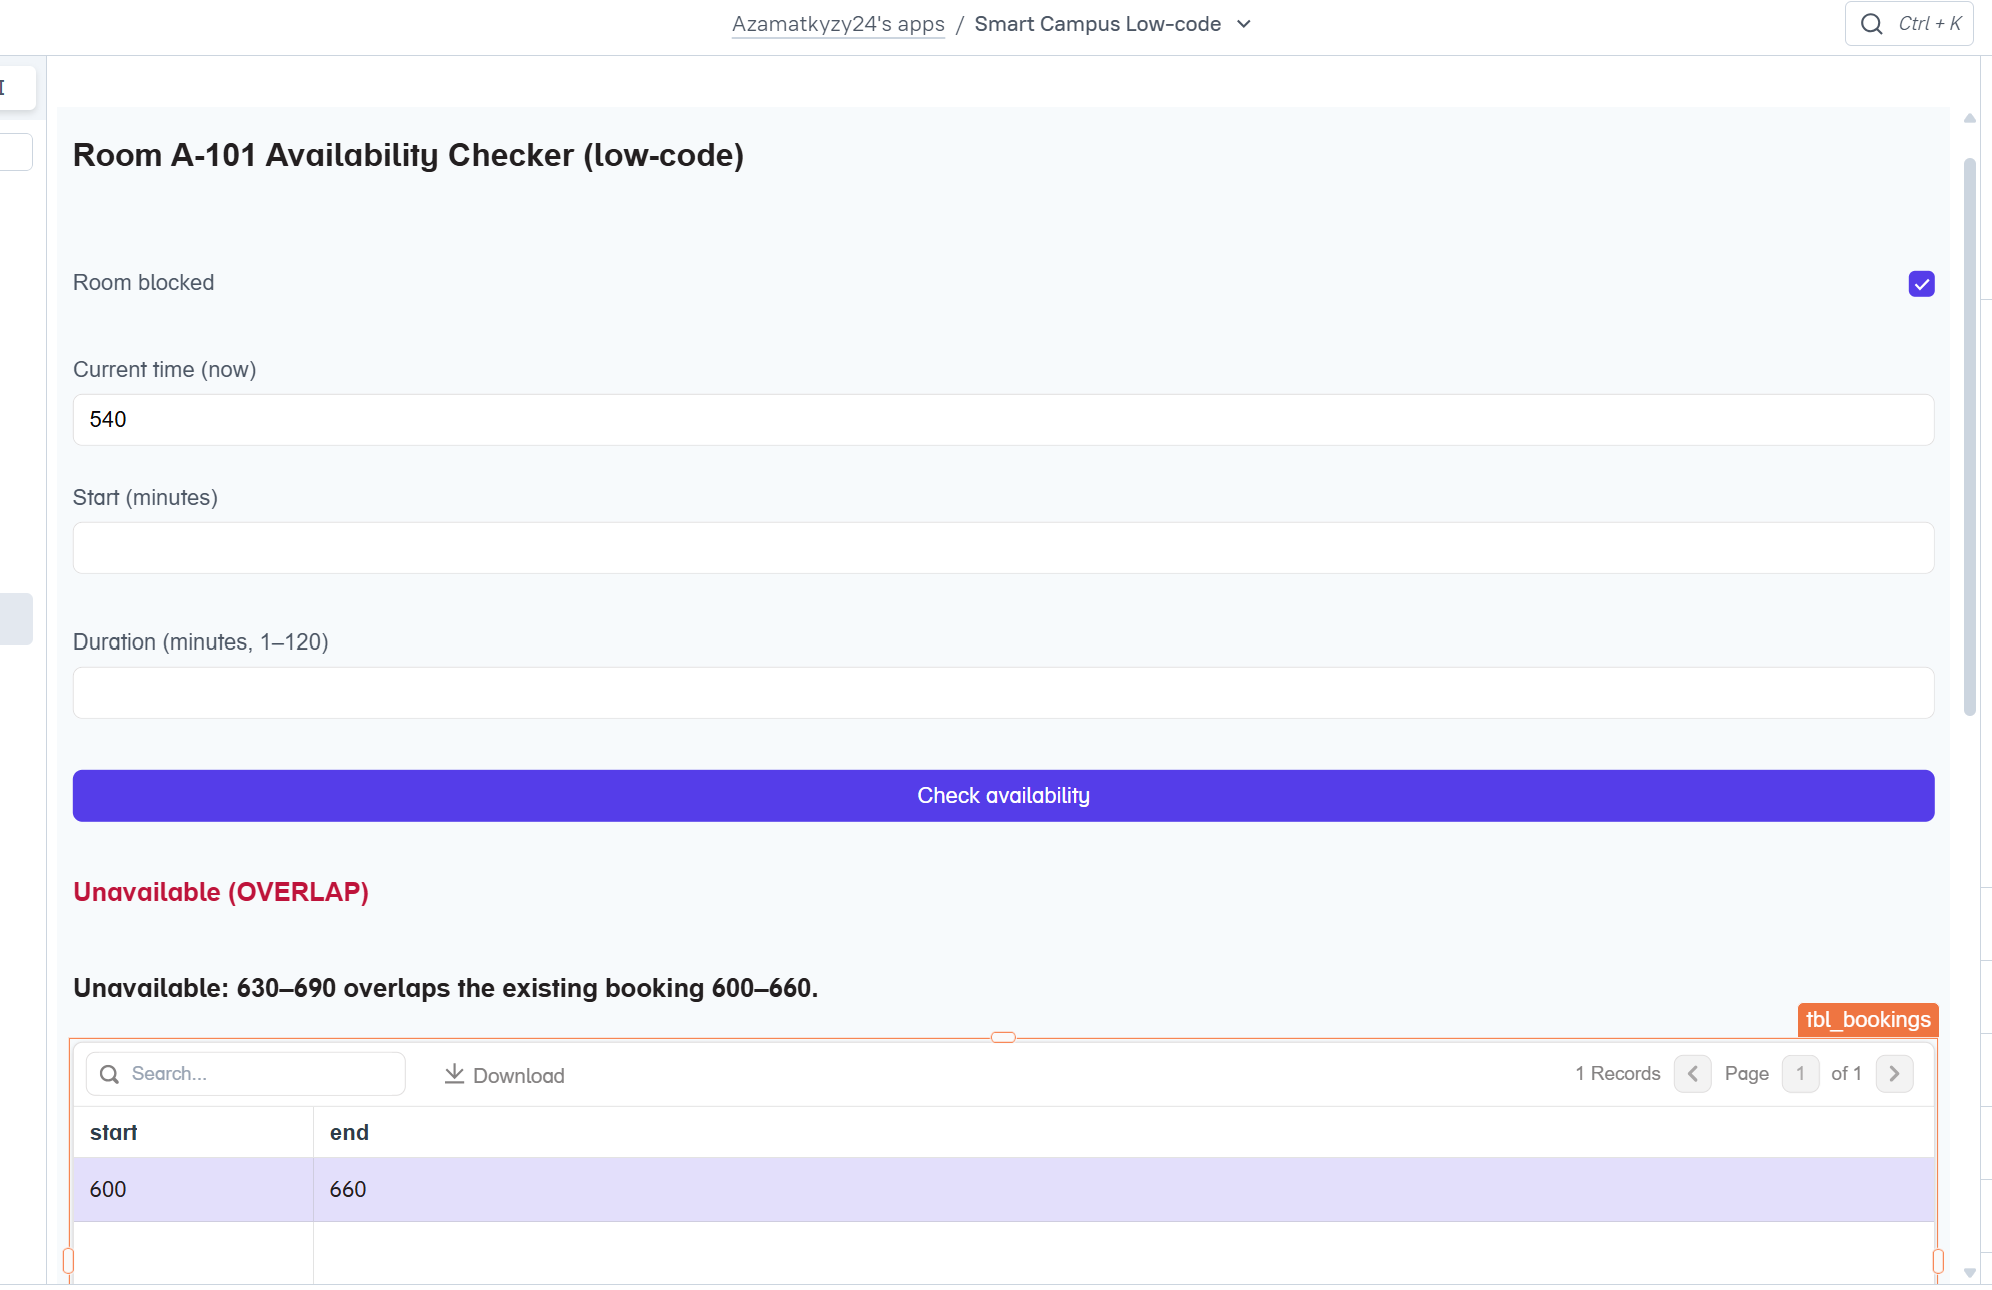 Azamatkyzy24's apps / Smart Campus Low-code
Ctrl + K
Room A-101 Availability Checker (low-code)
Room blocked
Current time (now)
540
Start (minutes)
Duration (minutes, 1–120)
Check availability
Unavailable (OVERLAP)
Unavailable: 630–690 overlaps the existing booking 600–660.
tbl_bookings
Search... Download 1 Records Page 1 of 1
start end
600 660